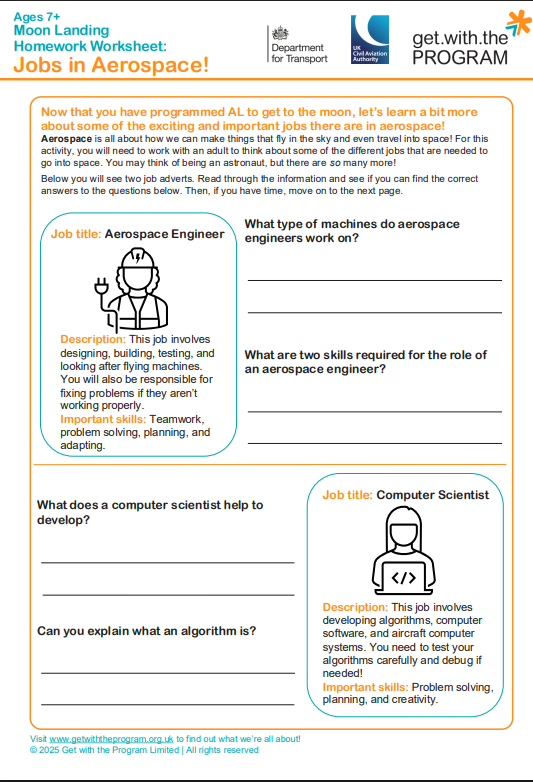 Ages 7+
Moon Landing
Homework Worksheet:
Jobs in Aerospace!
Department
for Transport
UK
Civil Aviation
Authority
get.with.the
PROGRAM
Now that you have programmed AL to get to the moon, let's learn a bit more
about some of the exciting and important jobs there are in aerospace!
Aerospace is all about how we can make things that fly in the sky and even travel into space! For this
activity, you will need to work with an adult to think about some of the different jobs that are needed to
go into space. You may think of being an astronaut, but there are so many more!
Below you will see two job adverts. Read through the information and see if you can find the correct
answers to the questions below. Then, if you have time, move on to the next page.
Job title: Aerospace Engineer
Description: This job involves
designing, building, testing, and
looking after flying machines.
You will also be responsible for
fixing problems if they aren't
working properly.
Important skills: Teamwork,
problem solving, planning, and
adapting.
What type of machines do aerospace
engineers work on?
What are two skills required for the role of
an aerospace engineer?
What does a computer scientist help to
develop?
Can you explain what an algorithm is?
Job title: Computer Scientist
</>
Description: This job involves
developing algorithms, computer
software, and aircraft computer
systems. You need to test your
algorithms carefully and debug if
needed!
Important skills: Problem solving,
planning, and creativity.
Visit www.getwiththeprogram.org.uk to find out what we're all about!
© 2025 Get with the Program Limited | All rights reserved